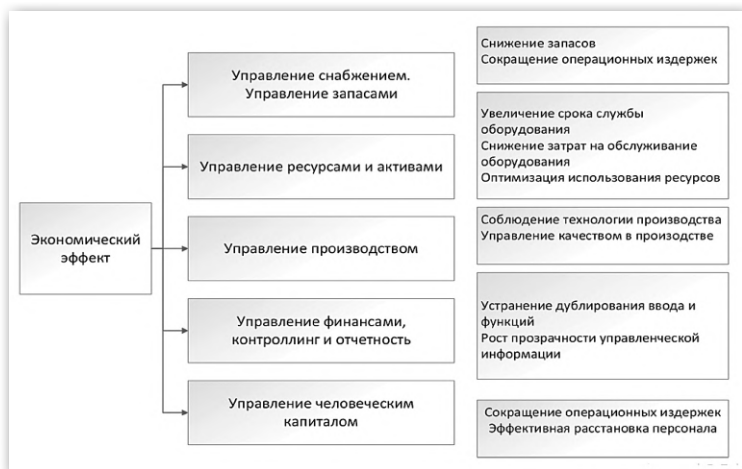 Экономический
эффект
Управление снабжением.
Управление запасами
Снижение запасов
Сокращение операционных издержек
Управление ресурсами и активами
Увеличение срока службы
оборудования
Снижение затрат на обслуживание
оборудования
Оптимизация использования ресурсов
Управление производством
Соблюдение технологии производства
Управление качеством в произодстве
Управление финансами,
контроллинг и отчетность
Устранение дублирования ввода и
функций
Рост прозрачности управленческой
информации
Управление человеческим
капиталом
Сокращение операционных издержек
Эффективная расстановка персонала